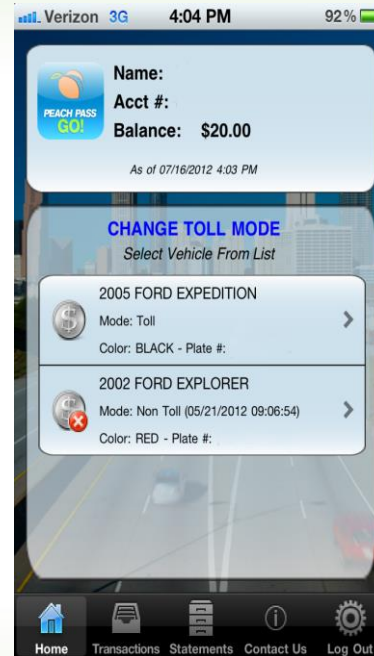 Verizon 3G 4:04 PM 92%
PEACH PASS
GO!
Name:
Acct #:
Balance: $20.00
As of 07/16/2012 4:03 PM
CHANGE TOLL MODE
Select Vehicle From List
2005 FORD EXPEDITION
Mode: Toll
Color: BLACK - Plate #:
2002 FORD EXPLORER
Mode: Non Toll (05/21/2012 09:06:54)
Color: RED - Plate #:
Home Transactions Statements Contact Us Log Out